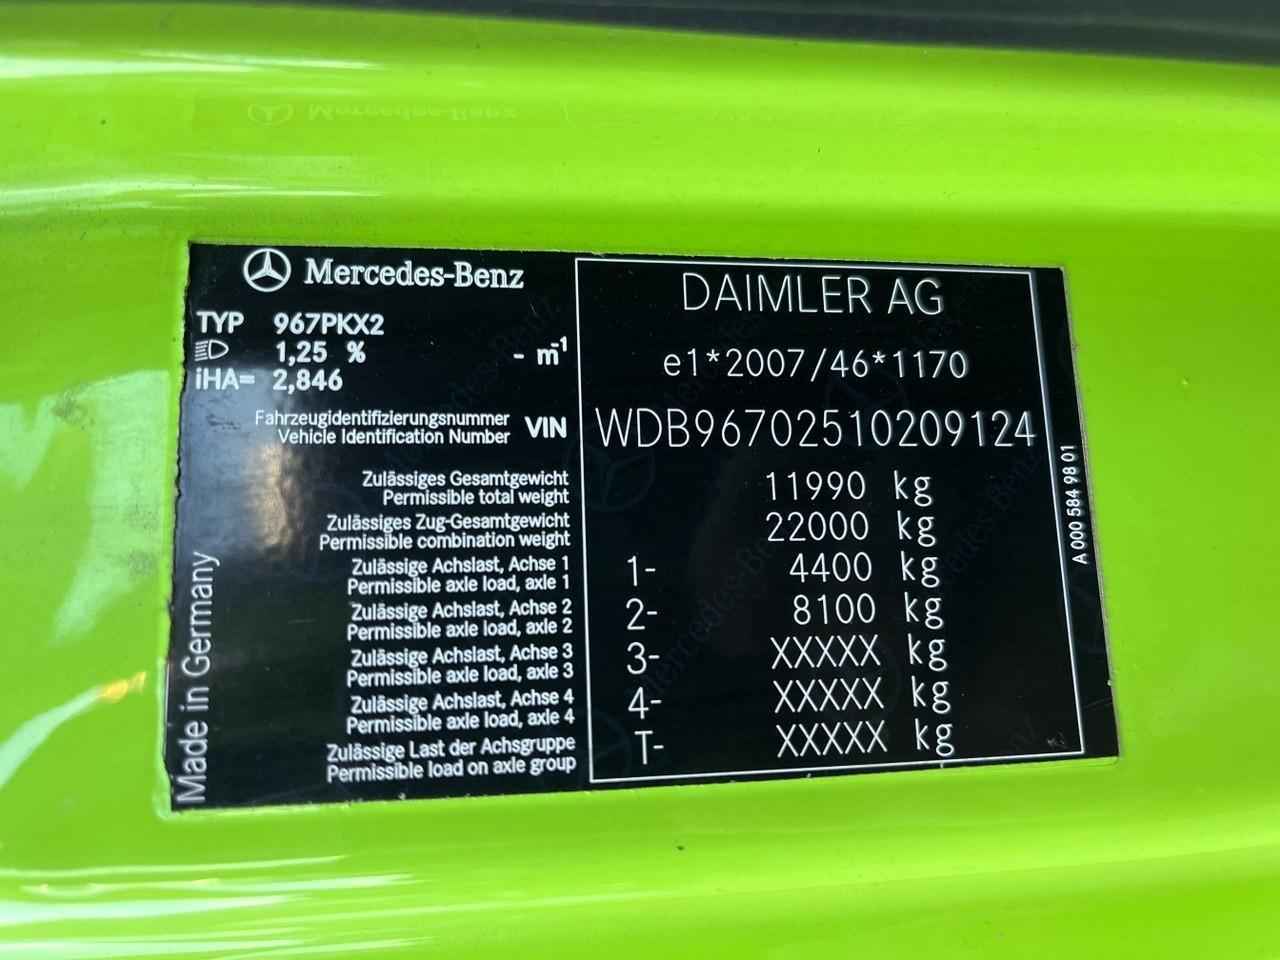 Mercedes-Benz
TYP 967PKX2
1,25 % - m-1
iHA= 2,846
Fahrzeugidentifizierungsnummer
Vehicle Identification Number VIN
Zulässiges Gesamtgewicht
Permissible total weight
Zulässiges Zug-Gesamtgewicht
Permissible combination weight
Zulässige Achslast, Achse 1
Permissible axle load, axle 1
Zulässige Achslast, Achse 2
Permissible axle load, axle 2
Zulässige Achslast, Achse 3
Permissible axle load, axle 3
Zulässige Achslast, Achse 4
Permissible axle load, axle 4
Zulässige Last der Achsgruppe
Permissible load on axle group
Made in Germany
DAIMLER AG
e1*2007/46*1170
WDB96702510209124
11990 kg
22000 kg
1- 4400 kg
2- 8100 kg
3- XXXXX kg
4- XXXXX kg
T- XXXXX kg
A 000 584 98 01